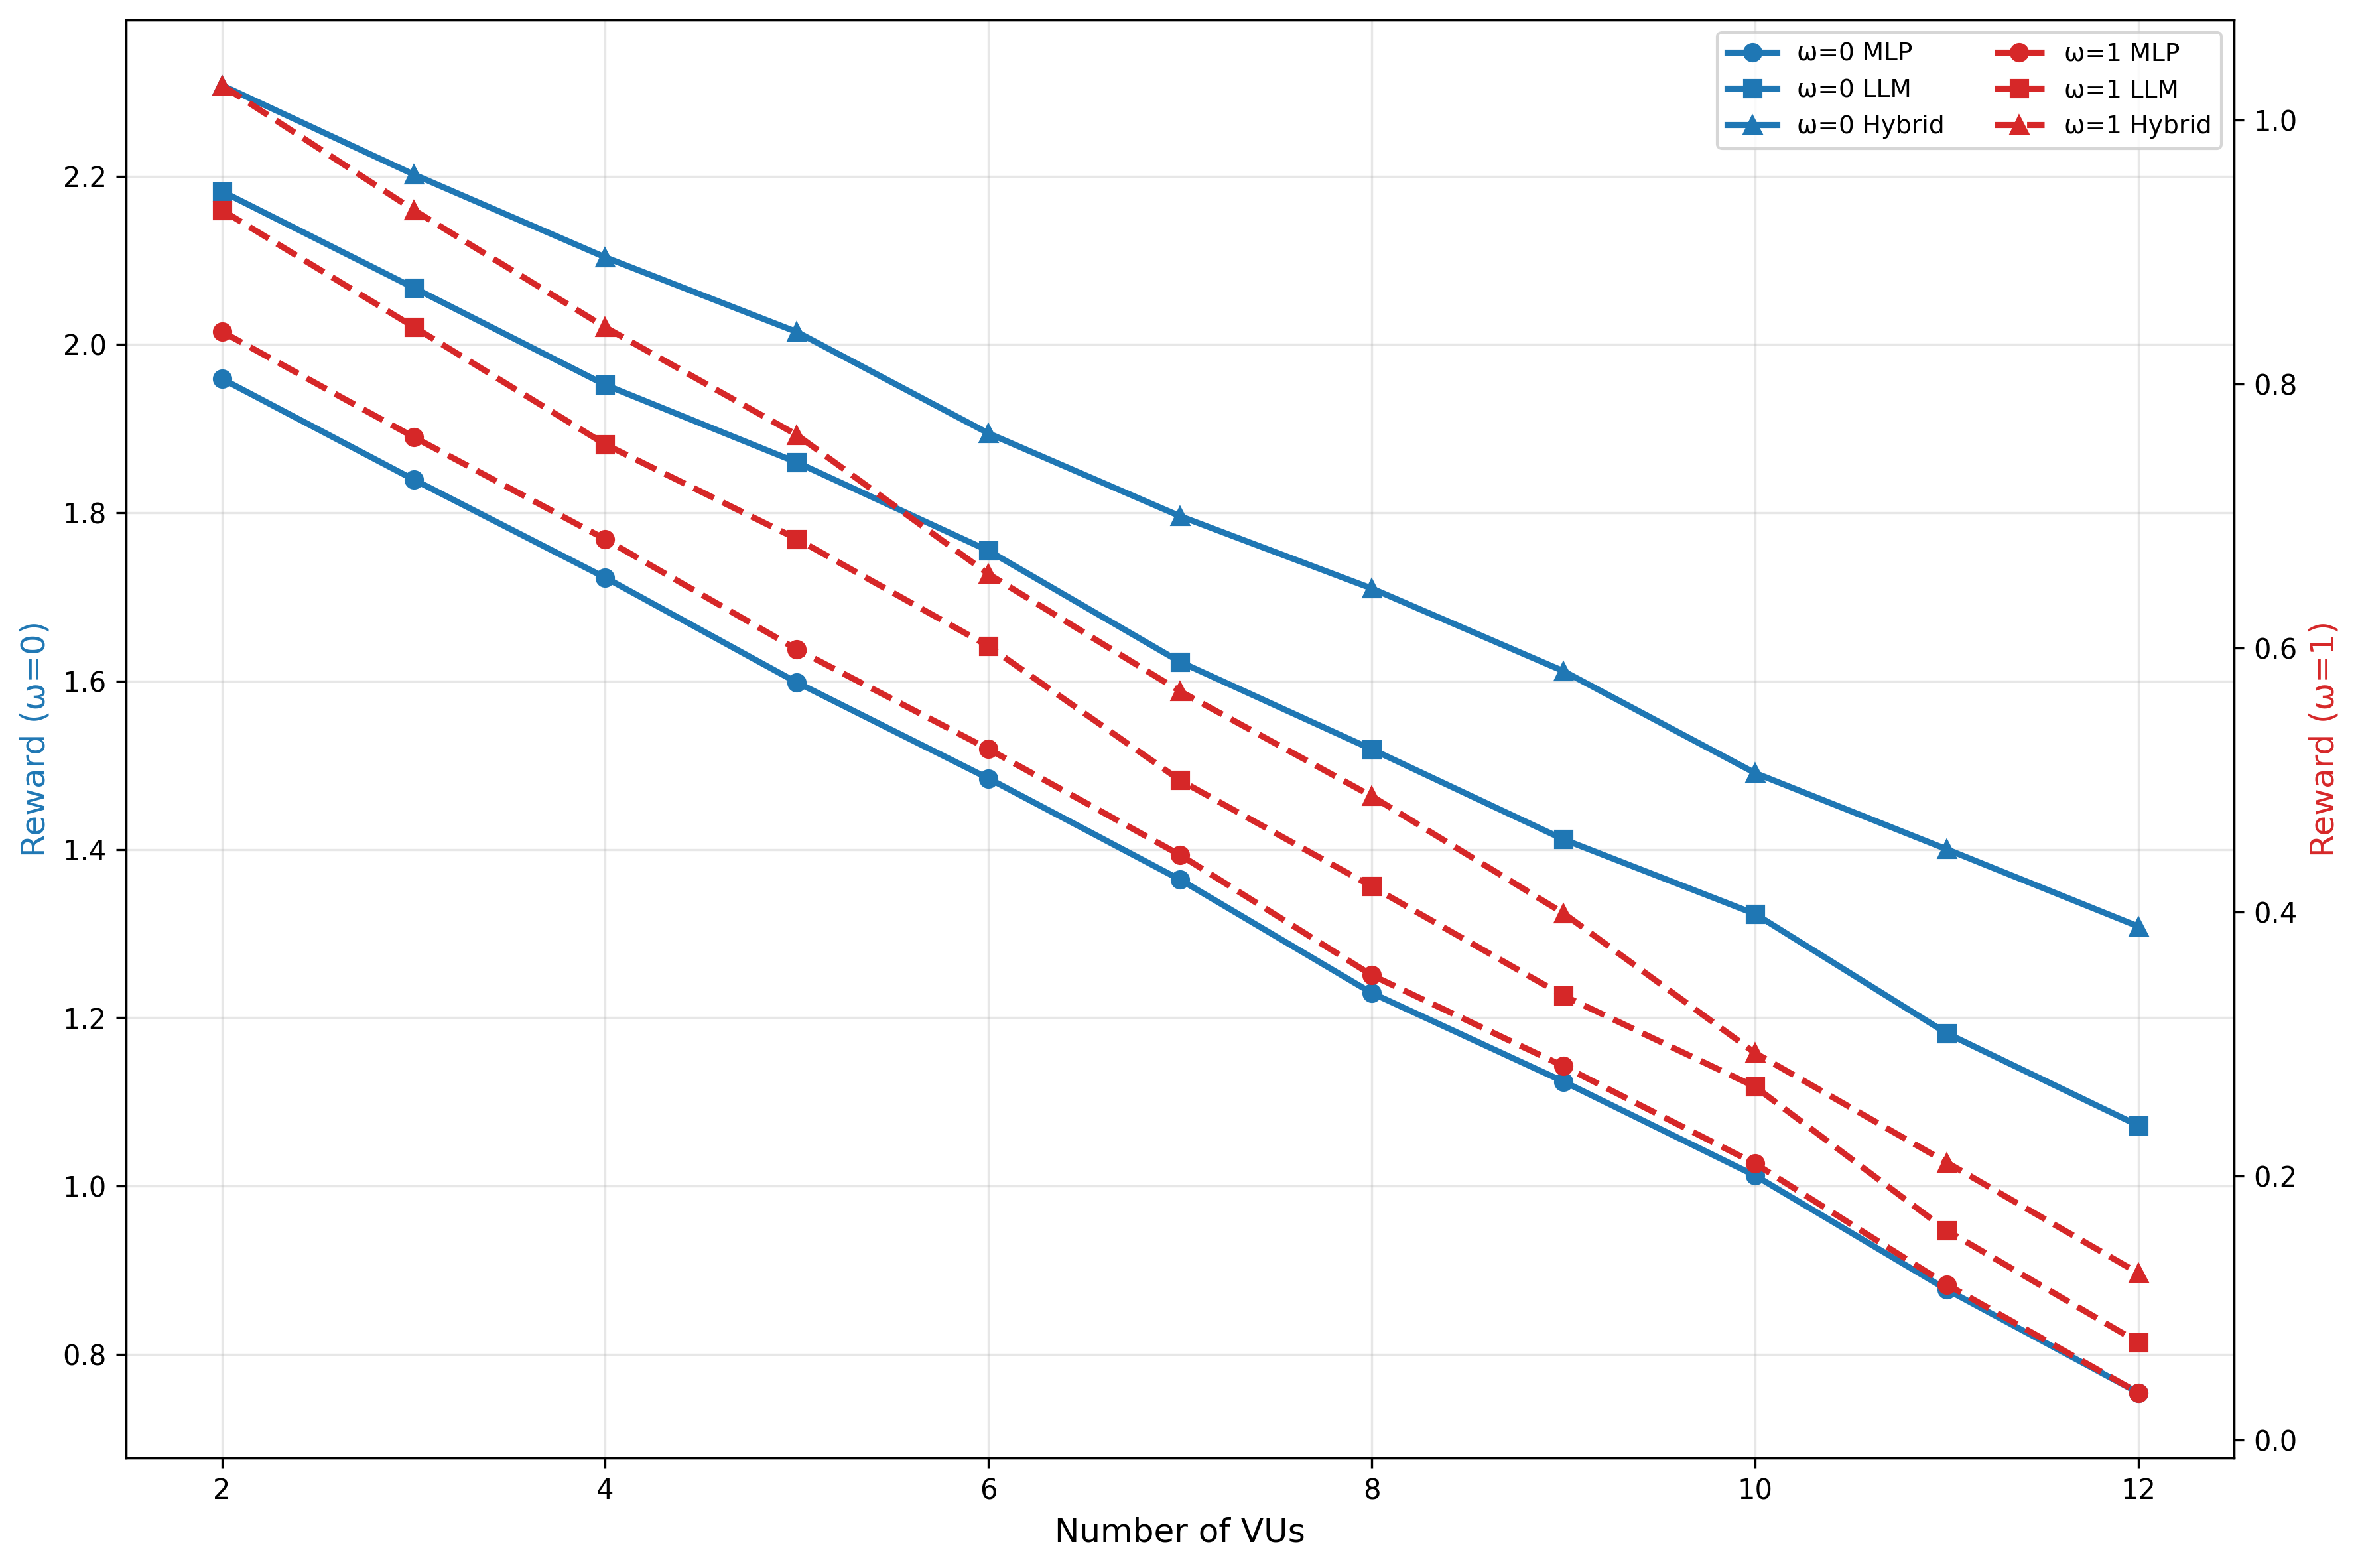 ω=0 MLP
ω=0 LLM
ω=0 Hybrid
ω=1 MLP
ω=1 LLM
ω=1 Hybrid
Reward (ω=0)
2.2
2.0
1.8
1.6
1.4
1.2
1.0
0.8
1.0
0.8
0.6
0.4
0.2
0.0
Reward (ω=1)
2
4
6
8
10
12
Number of VUs